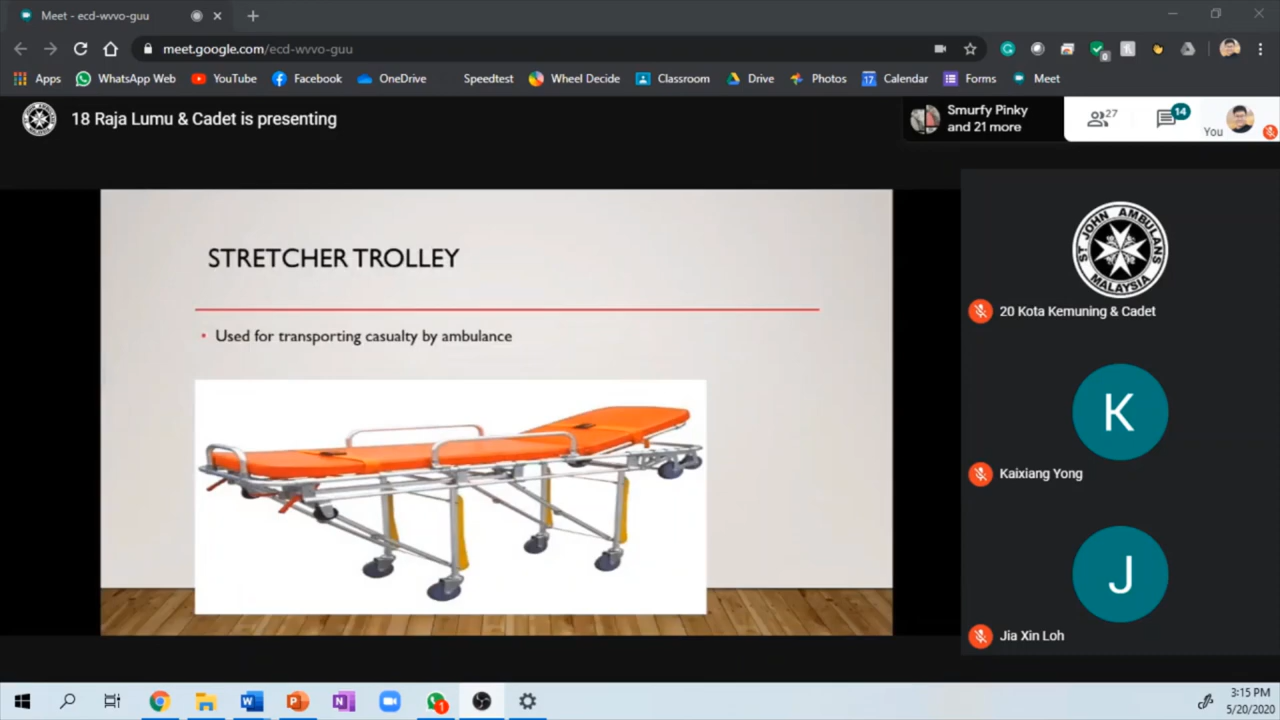 Meet - ecd-wvvo-guu
meet.google.com/ecd-wvvo-guu
0
Apps WhatsApp Web YouTube Facebook OneDrive Speedtest Wheel Decide Classroom Drive Photos 17 Calendar Forms Meet
18 Raja Lumu & Cadet is presenting
Smurfy Pinky
and 21 more
27
14
You
STRETCHER TROLLEY
• Used for transporting casualty by ambulance
ST JOHN AMBULANS
MALAYSIA
20 Kota Kemuning & Cadet
K
Kaixiang Yong
J
Jia Xin Loh
W P N 1
3:15 PM
5/20/2020